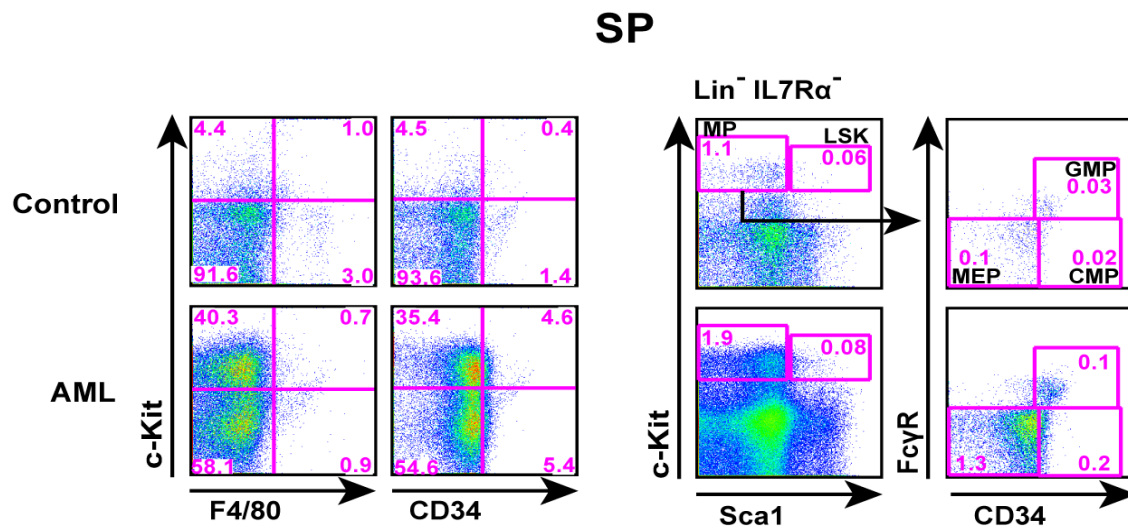 SP
Lin⁻ IL7Rα⁻
Control
c-Kit
4.4 1.0
91.6 3.0
4.5 0.4
93.6 1.4
MP
1.1
LSK
0.06
GMP
0.03
0.1 0.02
MEP CMP
AML
40.3 0.7
58.1 0.9
35.4 4.6
54.6 5.4
c-Kit
1.9 0.08
FcγR
0.1
1.3 0.2
F4/80 CD34 Sca1 CD34